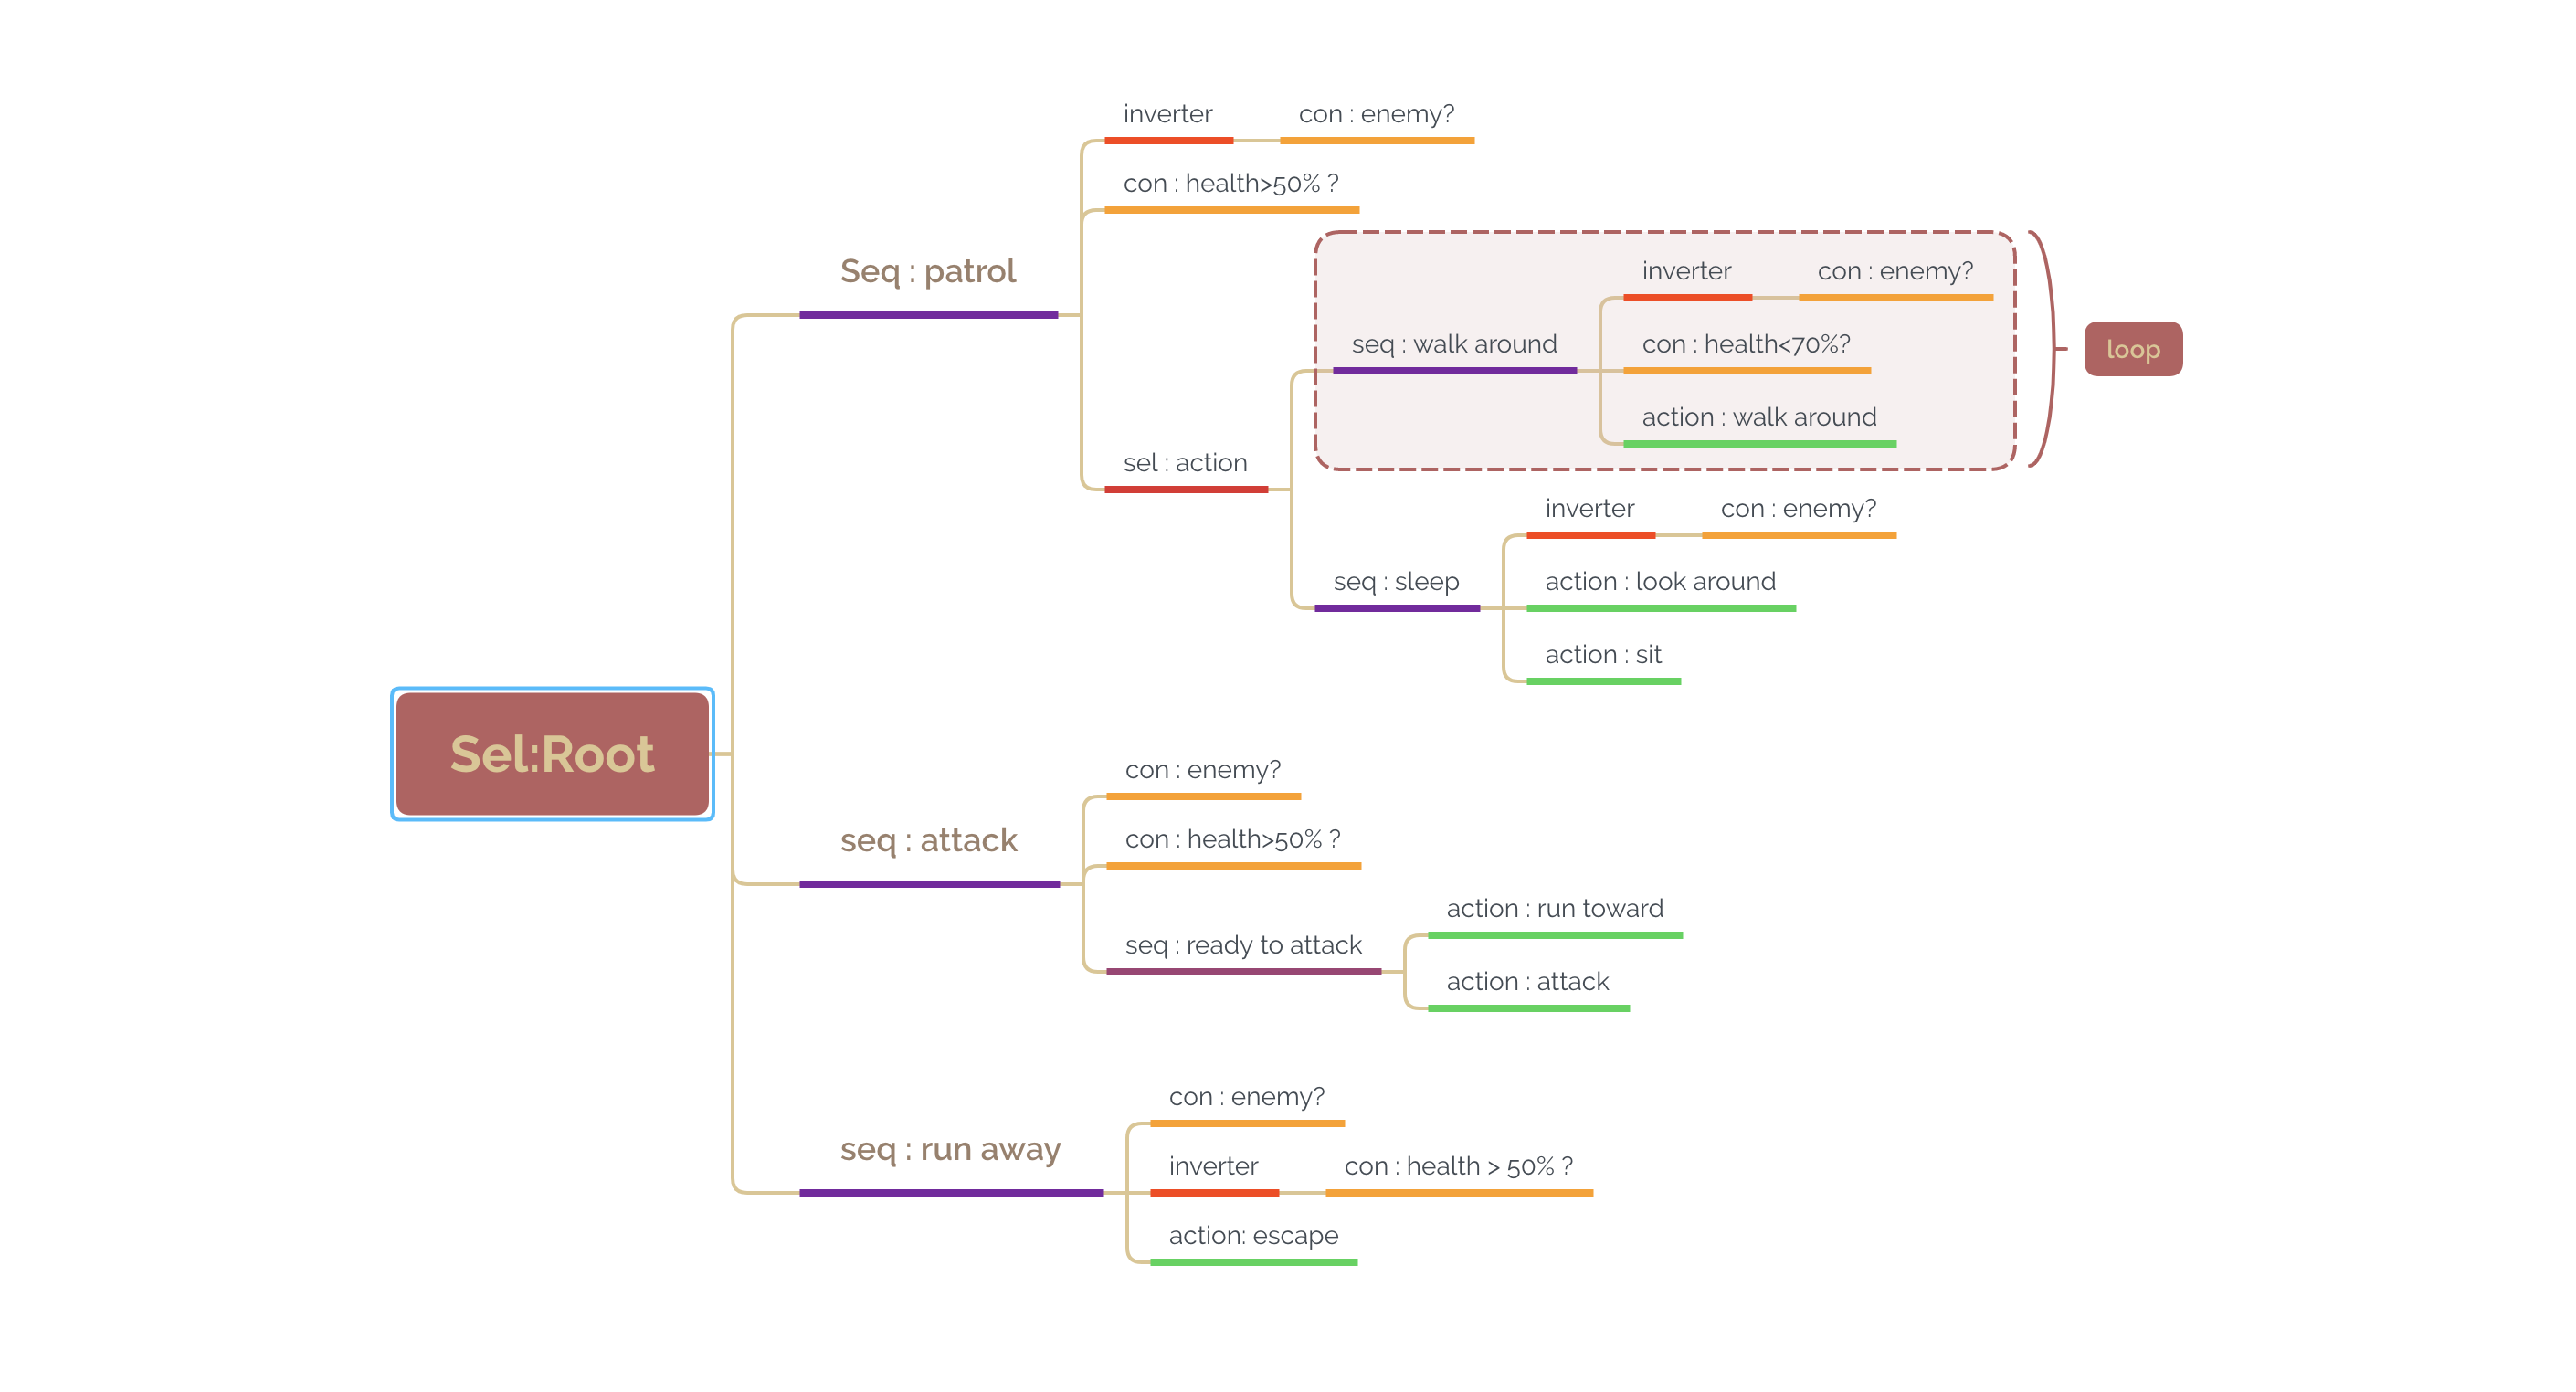 Sel:Root
Seq : patrol
inverter
con : enemy?
con : health>50% ?
sel : action
seq : walk around
inverter
con : enemy?
con : health<70%?
action : walk around
loop
seq : sleep
inverter
con : enemy?
action : look around
action : sit
seq : attack
con : enemy?
con : health>50% ?
seq : ready to attack
action : run toward
action : attack
seq : run away
con : enemy?
inverter
con : health > 50% ?
action: escape